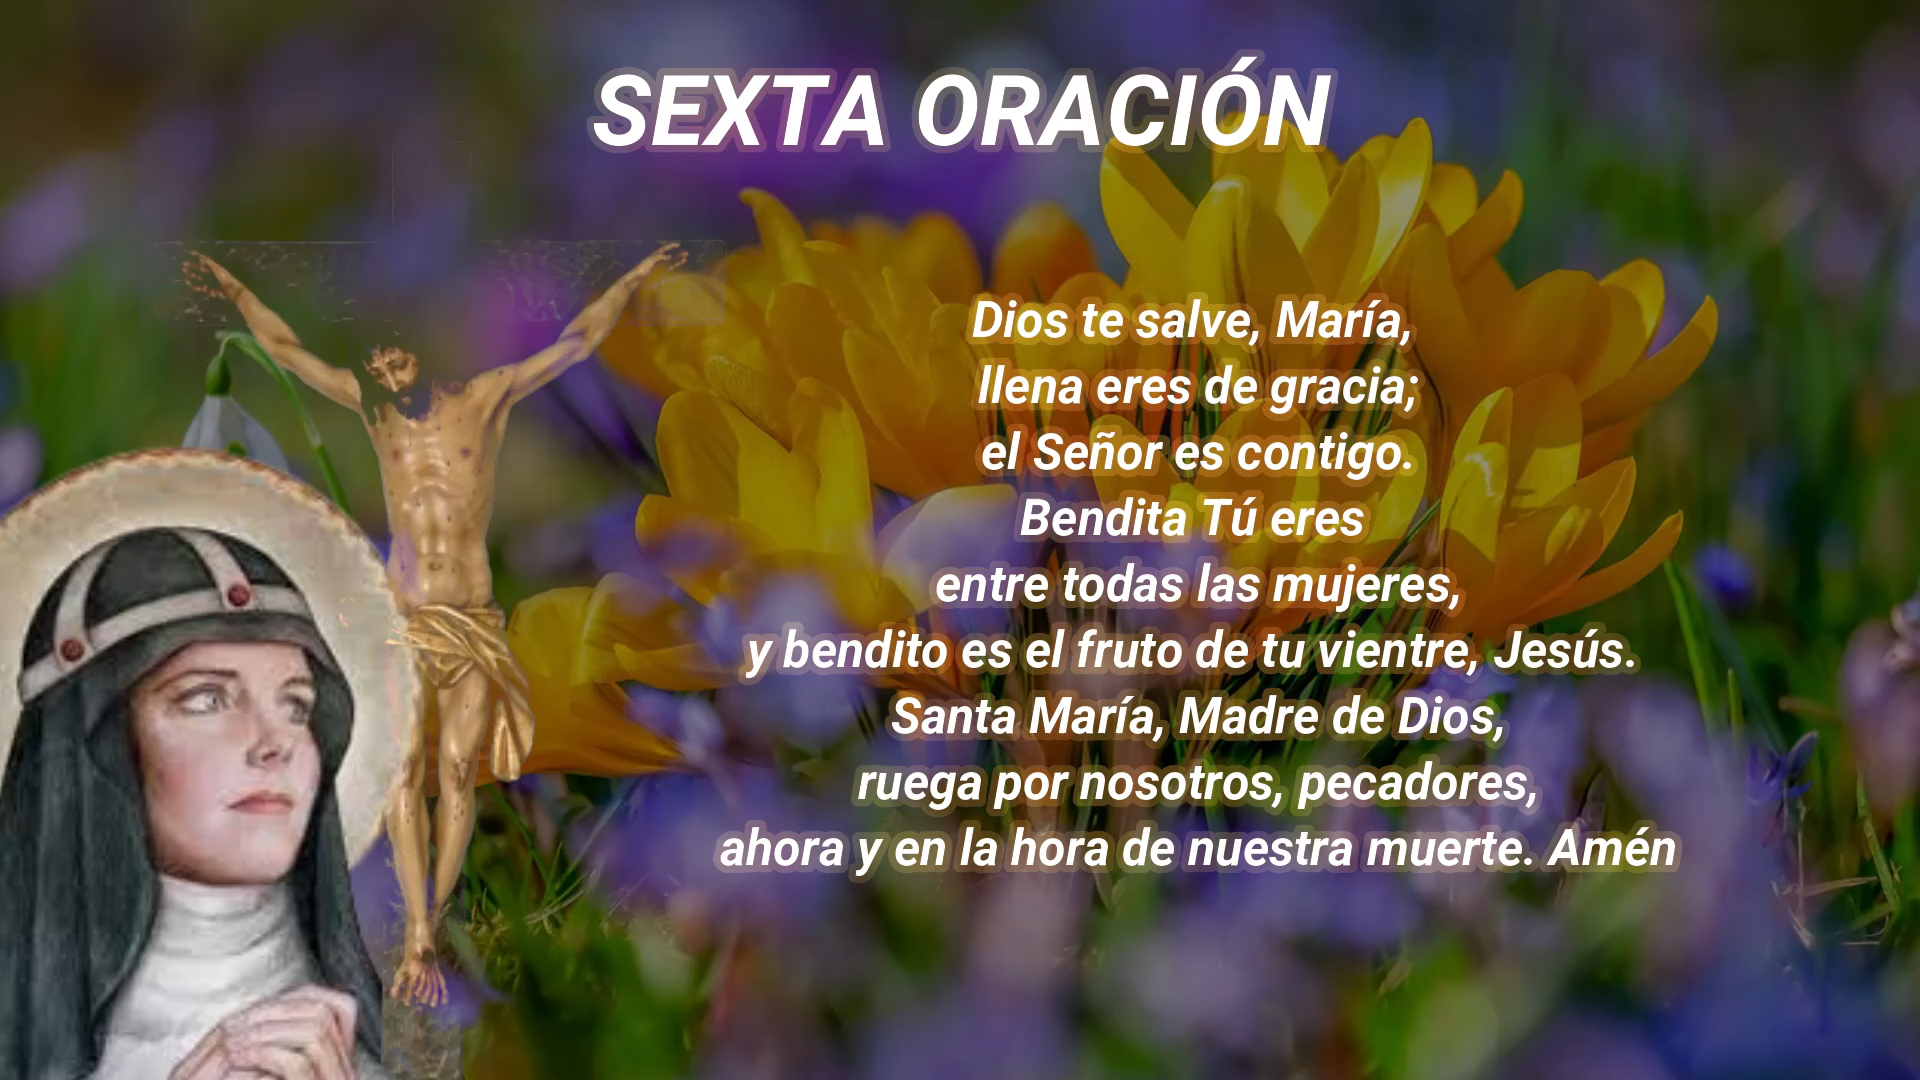 SEXTA ORACIÓN
Dios te salve, María,
llena eres de gracia;
el Señor es contigo.
Bendita Tú eres
entre todas las mujeres,
y bendito es el fruto de tu vientre, Jesús.
Santa María, Madre de Dios,
ruega por nosotros, pecadores,
ahora y en la hora de nuestra muerte. Amén